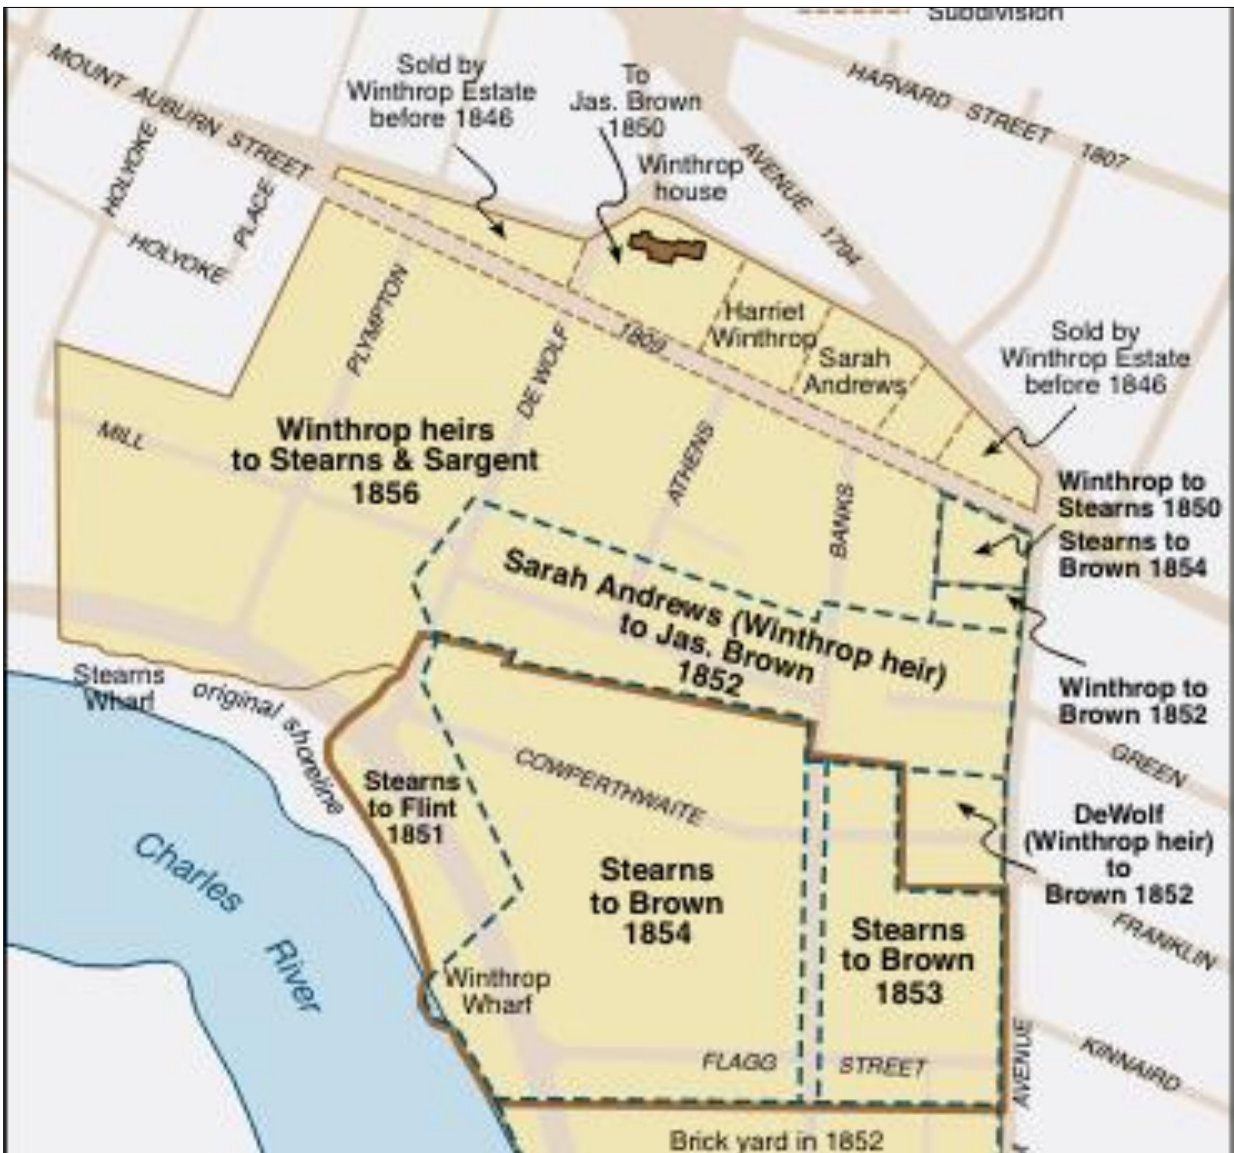 Subdivision
MOUNT AUBURN STREET
Sold by
Winthrop Estate
before 1846
To
Jas. Brown
1850
HARVARD STREET 1807
Winthrop
house
AVENUE 1794
HOLYOKE
PLACE
HOLYOKE
PLYMPTON
DE WOLF
1809
Harriet
Winthrop
Sarah
Andrews
Sold by
Winthrop Estate
before 1846
MILL
Winthrop heirs
to Stearns & Sargent
1856
ATHENS
BANKS
Winthrop to
Stearns 1850
Stearns to
Brown 1854
Sarah Andrews (Winthrop heir)
to Jas. Brown
1852
Stearns
Wharf
original shoreline
Winthrop to
Brown 1852
GREEN
COWPERTHWAITE
Stearns
to Flint
1851
DeWolf
(Winthrop heir)
to
Brown 1852
Charles
River
Stearns
to Brown
1854
Stearns
to Brown
1853
FRANKLIN
Winthrop
Wharf
FLAGG STREET
AVENUE
KINNAIRD
Brick yard in 1852